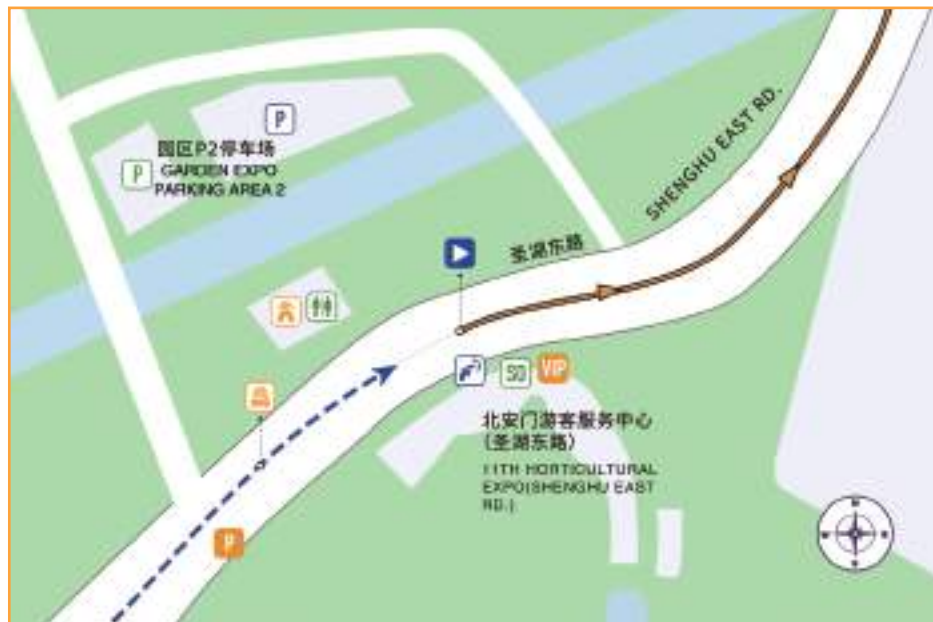 P
园区P2停车场
P
GARDEN EXPO
PARKING AREA 2
SHENGHU EAST RD.
圣湖东路
SO
VIP
北安门游客服务中心
(圣湖东路)
11TH HORTICULTURAL
EXPO(SHENGHU EAST
RD.)
P